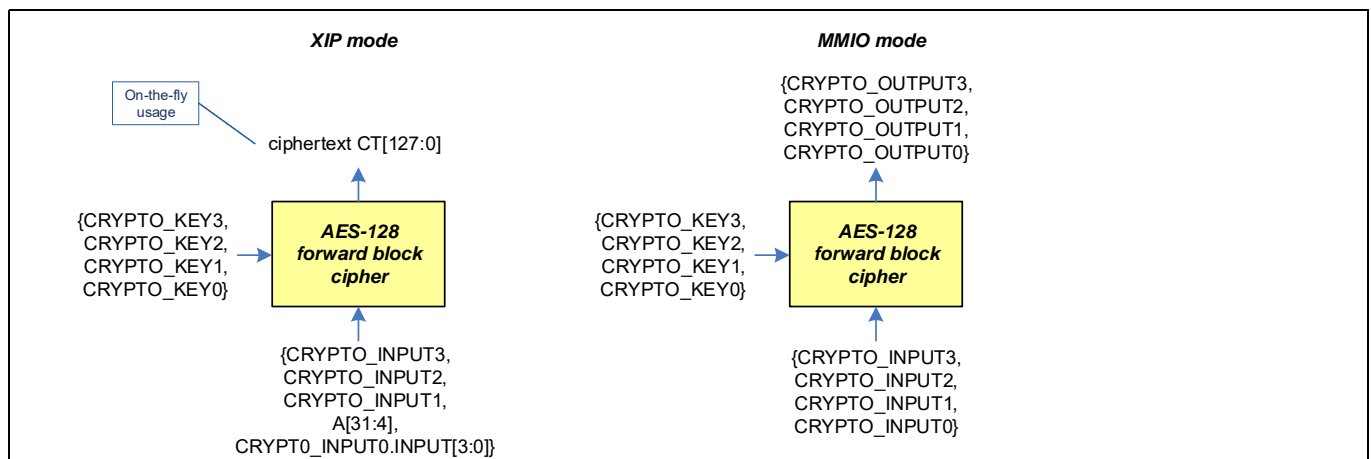 XIP mode
On-the-fly
usage
ciphertext CT[127:0]
{CRYPTO_KEY3,
CRYPTO_KEY2,
CRYPTO_KEY1,
CRYPTO_KEY0}
AES-128
forward block
cipher
{CRYPTO_INPUT3,
CRYPTO_INPUT2,
CRYPTO_INPUT1,
A[31:4],
CRYPT0_INPUT0.INPUT[3:0]}
MMIO mode
{CRYPTO_OUTPUT3,
CRYPTO_OUTPUT2,
CRYPTO_OUTPUT1,
CRYPTO_OUTPUT0}
{CRYPTO_KEY3,
CRYPTO_KEY2,
CRYPTO_KEY1,
CRYPTO_KEY0}
AES-128
forward block
cipher
{CRYPTO_INPUT3,
CRYPTO_INPUT2,
CRYPTO_INPUT1,
CRYPTO_INPUT0}